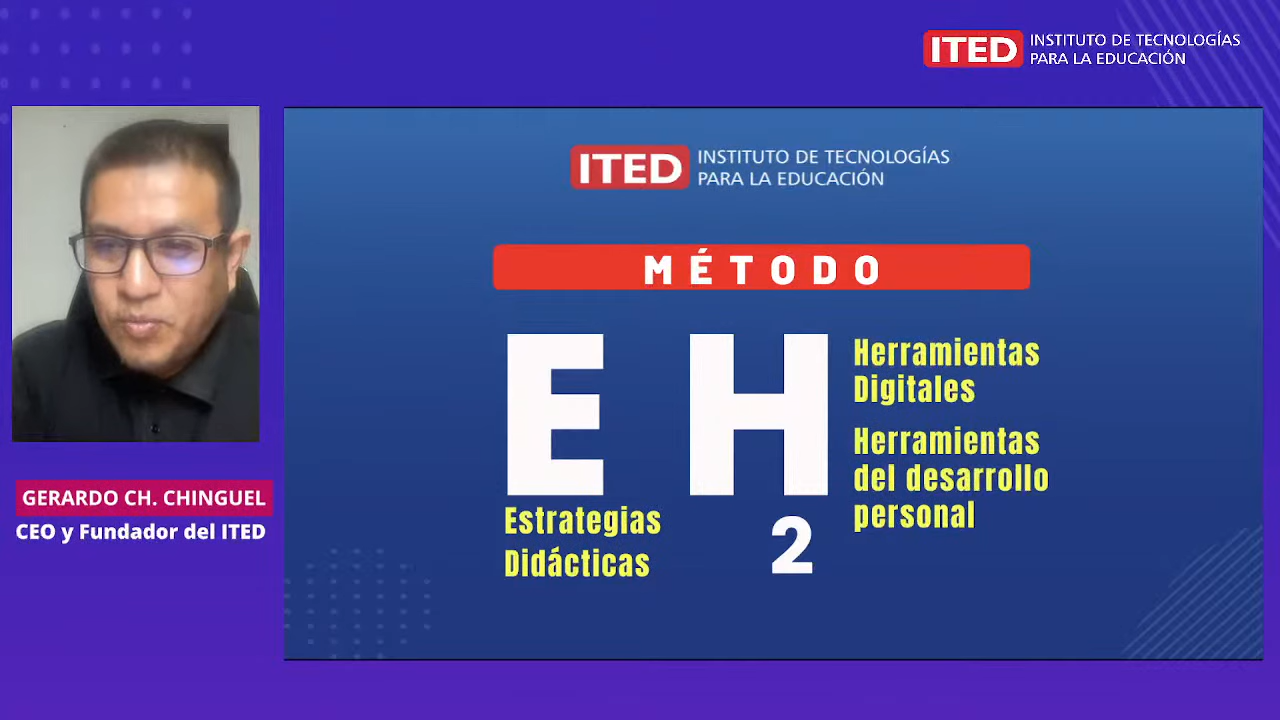 ITED INSTITUTO DE TECNOLOGÍAS
PARA LA EDUCACIÓN
ITED INSTITUTO DE TECNOLOGÍAS
PARA LA EDUCACIÓN
MÉTODO
E H
2
Estrategias
Didácticas
Herramientas
Digitales
Herramientas
del desarrollo
personal
GERARDO CH. CHINGUEL
CEO y Fundador del ITED